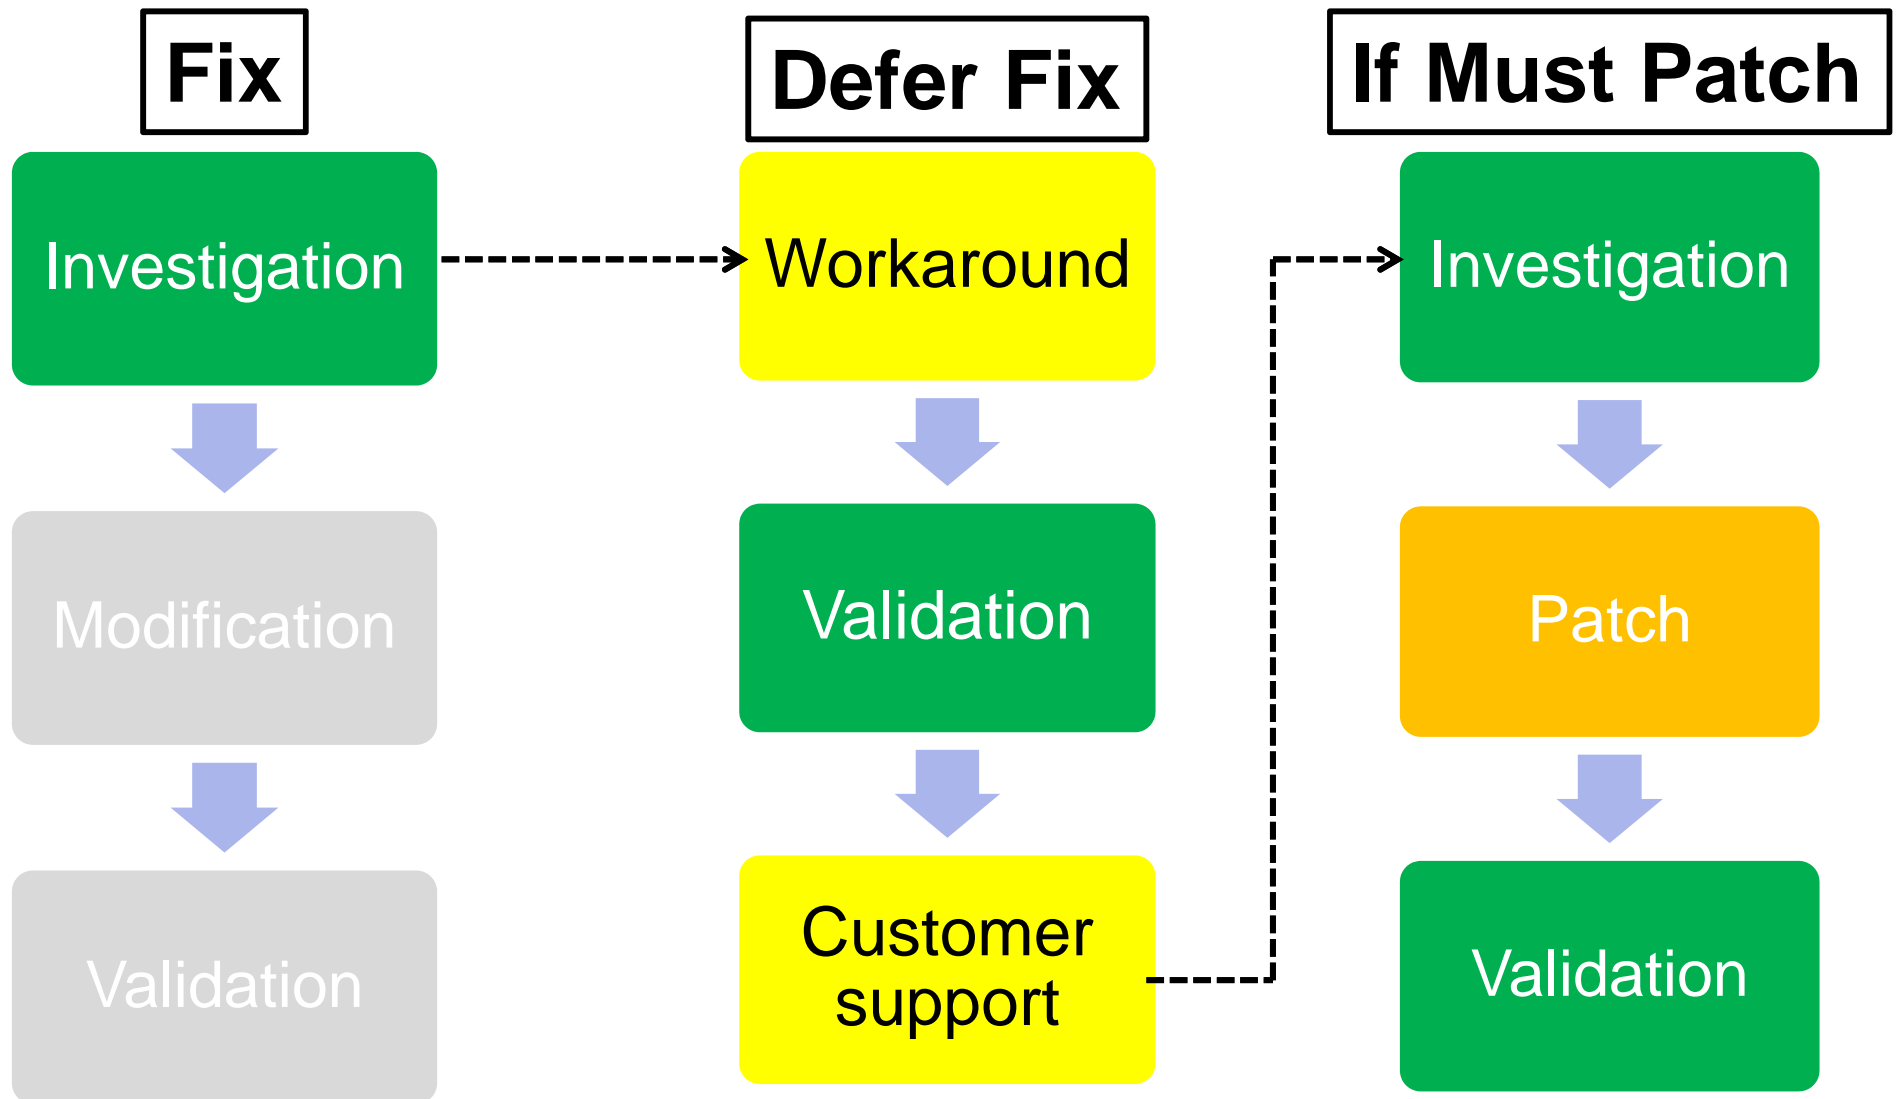 Fix
Investigation
Modification
Validation
Defer Fix
Workaround
Validation
Customer
support
If Must Patch
Investigation
Patch
Validation